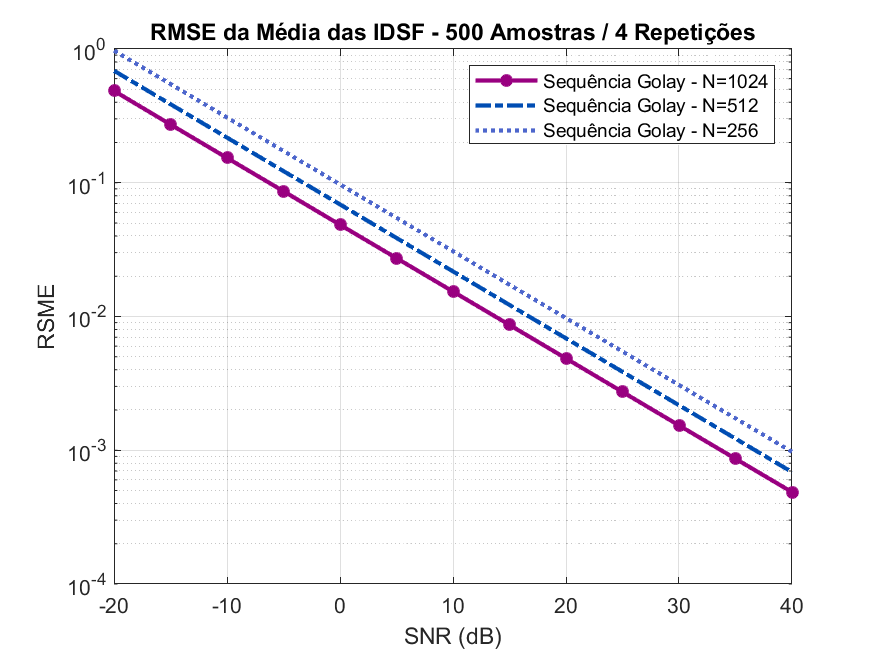 RMSE da Média das IDSF - 500 Amostras / 4 Repetições
Sequência Golay - N=1024
Sequência Golay - N=512
Sequência Golay - N=256
10^0
10^-1
10^-2
10^-3
10^-4
RSME
-20
-10
0
10
20
30
40
SNR (dB)